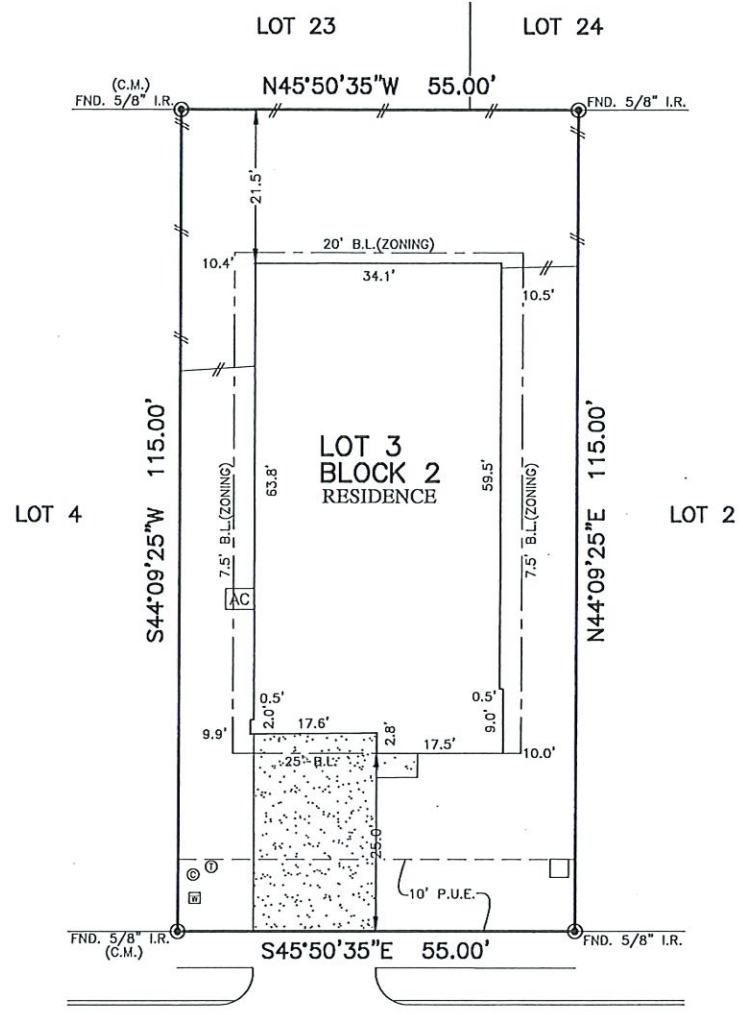 LOT 23
LOT 24
(C.M.)
FND. 5/8" I.R.
N45°50'35"W 55.00'
FND. 5/8" I.R.
21.5'
20' B.L.(ZONING)
10.4'
34.1'
10.5'
S44°09'25"W 115.00'
7.5' B.L.(ZONING)
63.8'
LOT 3
BLOCK 2
RESIDENCE
59.5'
7.5' B.L.(ZONING)
N44°09'25"E 115.00'
LOT 4
LOT 2
AC
0.5'
2.0'
17.6'
0.5'
9.0'
9.9'
2.8'
17.5'
10.0'
25' B.L.
25.0'
C
T
W
10' P.U.E.
FND. 5/8" I.R.
(C.M.)
S45°50'35"E 55.00'
FND. 5/8" I.R.